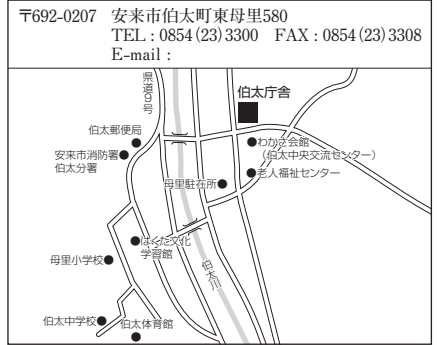 〒692-0207 安来市伯太町東母里580
TEL : 0854(23)3300 FAX : 0854(23)3308
E-mail :
県道9号
伯太庁舎
伯太郵便局
安来市消防署
伯太分署
わかさ会館
(伯太中央交流センター)
老人福祉センター
母里駐在所
はくた文化
学習館
母里小学校
伯太川
伯太中学校
伯太体育館